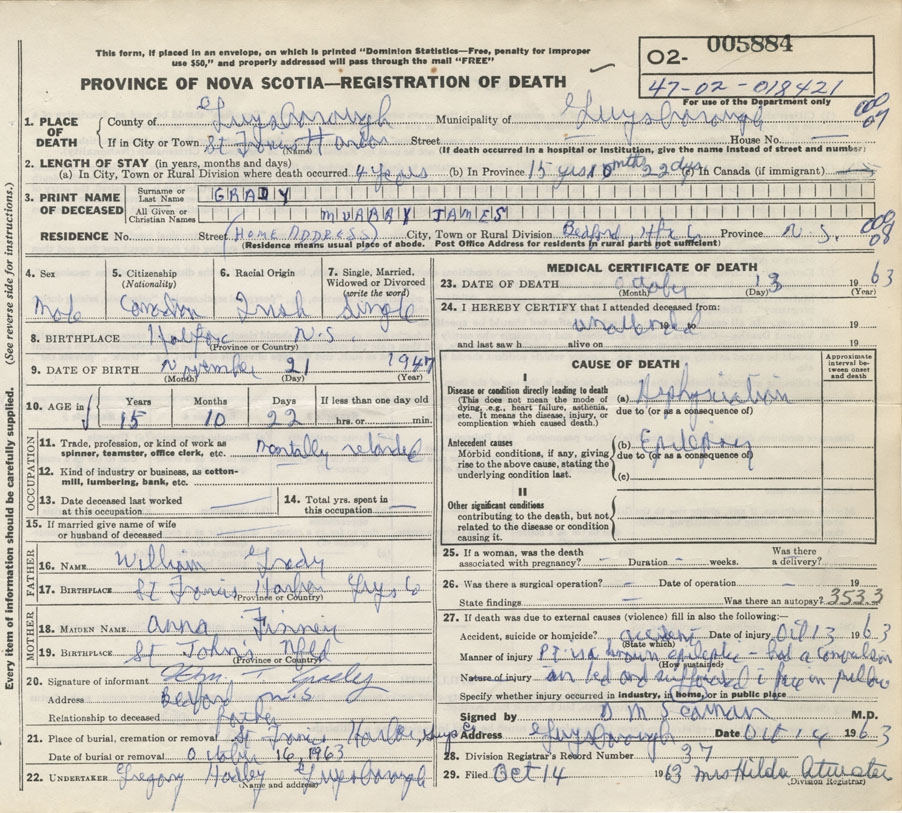 This form, if placed in an envelope, on which is printed "Dominion Statistics—Free, penalty for improper
use $50," and properly addressed will pass through the mail "FREE"
PROVINCE OF NOVA SCOTIA—REGISTRATION OF DEATH
O2- 005884
47-02-018421
For use of the Department only
1. PLACE OF DEATH
County of Guysborough Municipality of Guysborough
If in City or Town St Francis Harbor Street House No. —
(Name) (If death occurred in a hospital or institution, give the name instead of street and number)
2. LENGTH OF STAY (in years, months and days)
(a) In City, Town or Rural Division where death occurred 4 years (b) In Province 15 yrs 10 mths 22 dys (c) In Canada (if immigrant) —
3. PRINT NAME OF DECEASED
Surname or Last Name GRADY
All Given or Christian Names MURRY JAMES
RESIDENCE No. Street (HOME ADDRESS) City, Town or Rural Division Bedford, Hfx Co Province N.S.
(Residence means usual place of abode. Post Office Address for residents in rural parts not sufficient)
4. Sex Male
5. Citizenship (Nationality) Canadian
6. Racial Origin Irish
7. Single, Married, Widowed or Divorced (write the word) Single
8. BIRTHPLACE Halifax N.S.
(Province or Country)
9. DATE OF BIRTH November 21 1947
(Month) (Day) (Year)
10. AGE in Years 15 Months 10 Days 22 If less than one day old hrs. or min.
OCCUPATION
11. Trade, profession, or kind of work as spinner, teamster, office clerk, etc. mentally retarded
12. Kind of industry or business, as cotton-mill, lumbering, bank, etc.
13. Date deceased last worked at this occupation —
14. Total yrs. spent in this occupation —
15. If married give name of wife or husband of deceased —
FATHER
16. NAME William Grady
17. BIRTHPLACE St Francis Harbor Guys Co
(Province or Country)
MOTHER
18. MAIDEN NAME Anna Finney
19. BIRTHPLACE St John's Nfld
(Province or Country)
20. Signature of informant Wm. T. Grady
Address Bedford N.S
Relationship to deceased Father
21. Place of burial, cremation or removal St Francis Harbor, Guys Co
Date of burial or removal October 16, 1963
22. UNDERTAKER Gregory Hadley Guysborough
(Name and address)
MEDICAL CERTIFICATE OF DEATH
23. DATE OF DEATH October 13 1963
(Month) (Day) (Year)
24. I HEREBY CERTIFY that I attended deceased from:
unattended 19 to 19
and last saw h alive on 19
CAUSE OF DEATH
Approximate interval between onset and death
I
Disease or condition directly leading to death
(This does not mean the mode of dying, e.g., heart failure, asthenia, etc. It means the disease, injury, or complication which caused death.)
(a) Asphyxiation
due to (or as a consequence of)
Antecedent causes
Morbid conditions, if any, giving rise to the above cause, stating the underlying condition last.
(b) Epilepsy
due to (or as a consequence of)
(c)
II
Other significant conditions
contributing to the death, but not related to the disease or condition causing it.
25. If a woman, was the death associated with pregnancy? — Duration — weeks. Was there a delivery? —
26. Was there a surgical operation? — Date of operation — 19
State findings — Was there an autopsy? 353.3
27. If death was due to external causes (violence) fill in also the following:—
Accident, suicide or homicide? accident Date of injury Oct 13 1963
(State which)
Manner of injury Pt. was known epileptic - had a convulsion
(How sustained)
Nature of injury in bed and suffocated face in pillow
Specify whether injury occurred in industry, in home, or in public place
Signed by D M S M.D.
Address Guysborough Date Oct 14 1963
28. Division Registrar's Record Number 37
29. Filed Oct 14 1963 Mrs Hilda Atwater
(Division Registrar)
Every item of information should be carefully supplied. (See reverse side for instructions.)